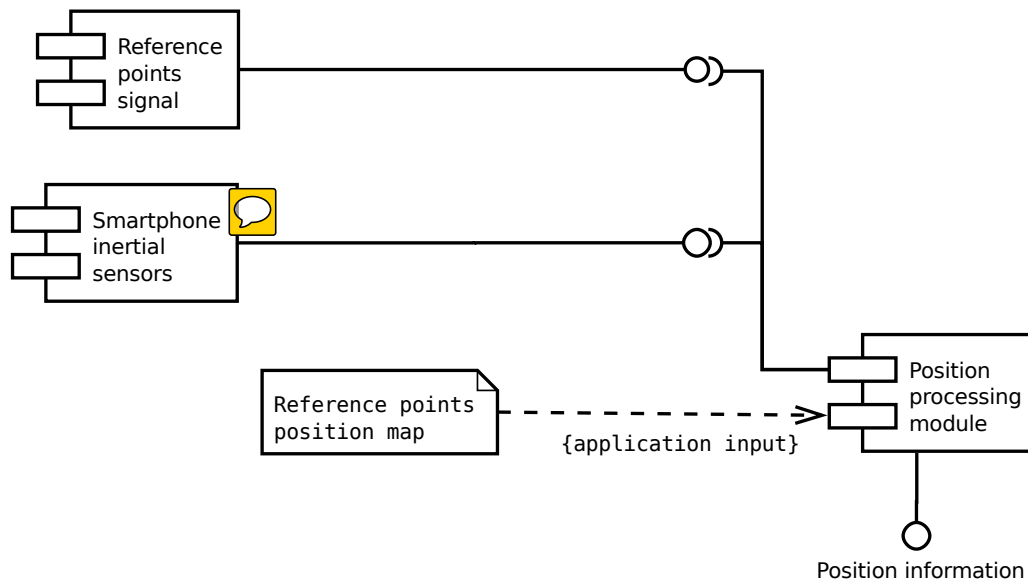 Reference
points
signal
Smartphone
inertial
sensors
Reference points
position map
{application input}
Position
processing
module
Position information